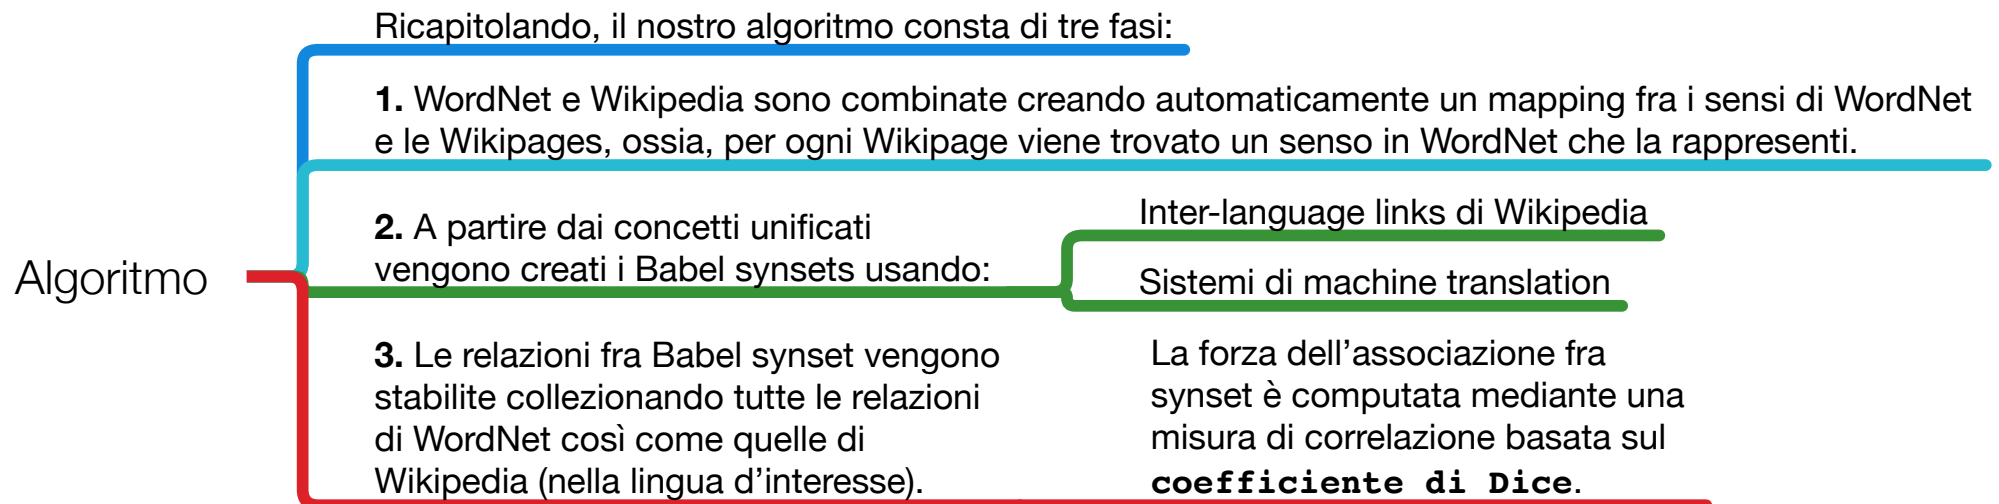 Ricapitolando, il nostro algoritmo consta di tre fasi:
1. WordNet e Wikipedia sono combinate creando automaticamente un mapping fra i sensi di WordNet
e le Wikipages, ossia, per ogni Wikipage viene trovato un senso in WordNet che la rappresenti.
Algoritmo
2. A partire dai concetti unificati
vengono creati i Babel synsets usando:
Inter-language links di Wikipedia
Sistemi di machine translation
3. Le relazioni fra Babel synset vengono
stabilite collezionando tutte le relazioni
di WordNet così come quelle di
Wikipedia (nella lingua d’interesse).
La forza dell’associazione fra
synset è computata mediante una
misura di correlazione basata sul
coefficiente di Dice.